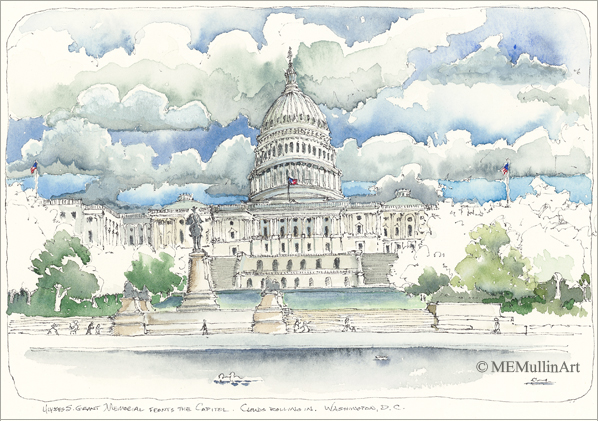 © MEMullinArt
Ulysses S. Grant Memorial fronts the Capitol. Clouds rolling in. Washington, D.C.